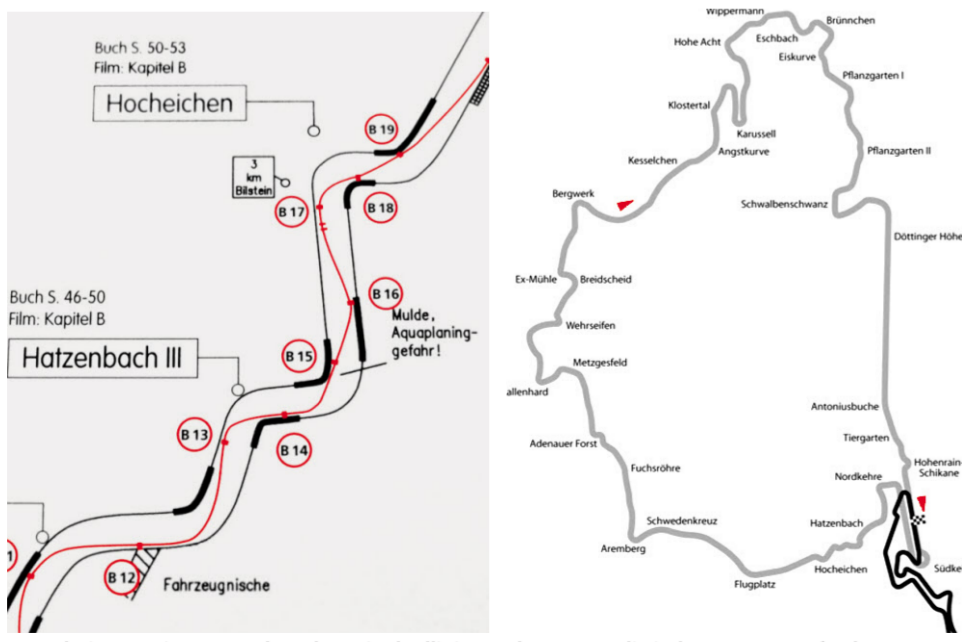 Buch S. 50-53
Film: Kapitel B
Hocheichen
3
km
Bilstein
B 19
B 18
B 17
B 16
Mulde,
Aquaplaning-
gefahr!
Buch S. 46-50
Film: Kapitel B
Hatzenbach III
B 15
B 14
B 13
B 12
Fahrzeugnische
1
Wippermann
Brünnchen
Eschbach
Hohe Acht
Eiskurve
Pflanzgarten I
Klostertal
Karussell
Angstkurve
Pflanzgarten II
Kesselchen
Bergwerk
Schwalbenschwanz
Döttinger Höhe
Ex-Mühle
Breidscheid
Wehrseifen
Metzgesfeld
allenhard
Antoniusbuche
Adenauer Forst
Tiergarten
Fuchsröhre
Hohenrain-
Schikane
Nordkehre
Schwedenkreuz
Hatzenbach
Aremberg
Hocheichen
Flugplatz
Südke